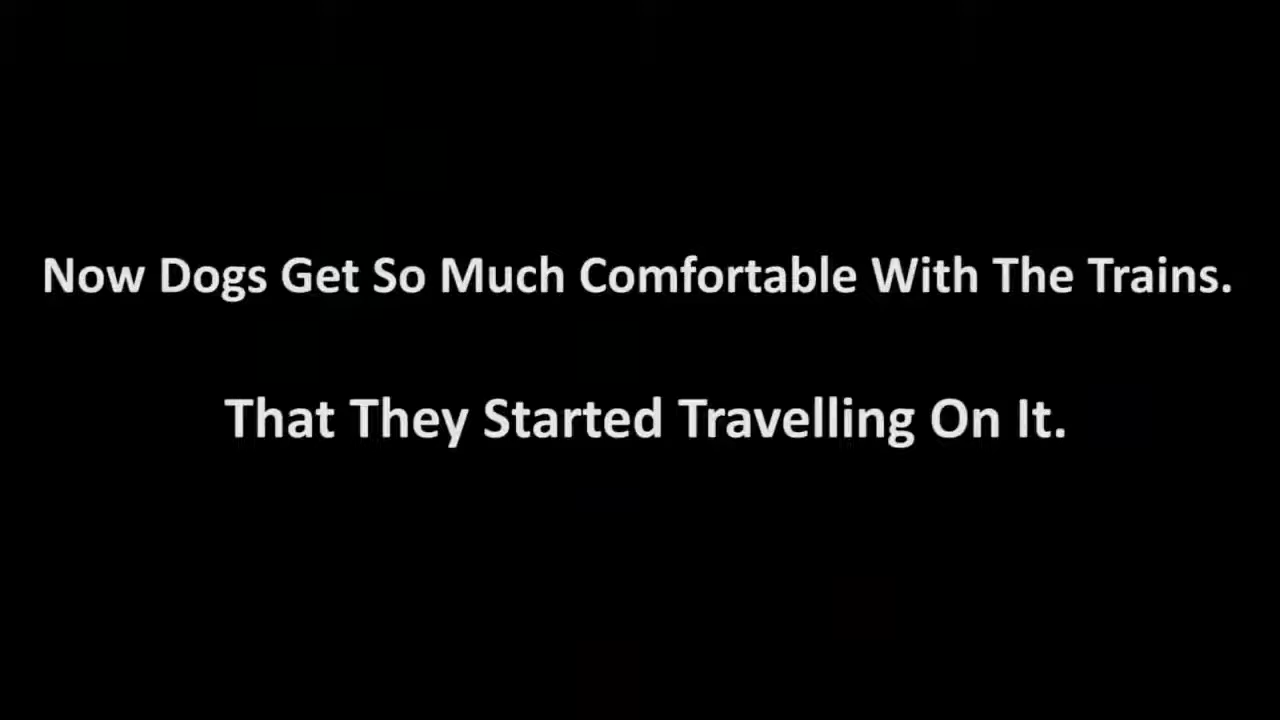 Now Dogs Get So Much Comfortable With The Trains.
That They Started Travelling On It.